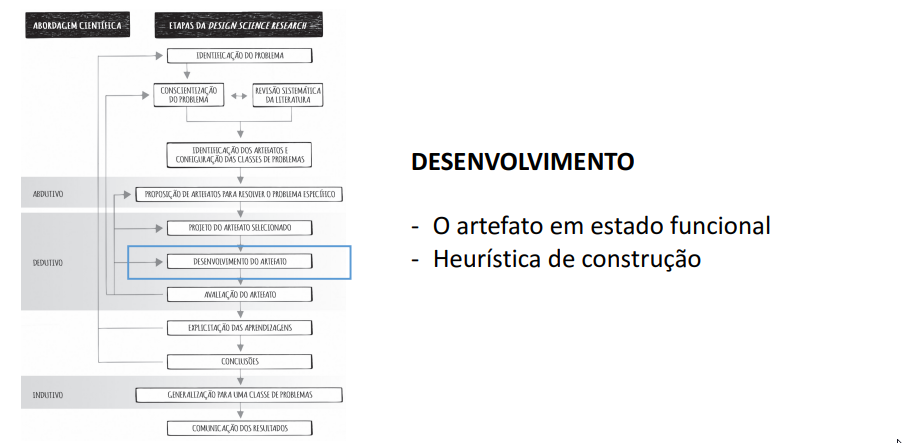 ABORDAGEM CIENTÍFICA
ETAPAS DA DESIGN SCIENCE RESEARCH
IDENTIFICAÇÃO DO PROBLEMA
CONSCIENTIZAÇÃO
DO PROBLEMA
REVISÃO SISTEMÁTICA
DA LITERATURA
IDENTIFICAÇÃO DOS ARTEFATOS E
CONFIGURAÇÃO DAS CLASSES DE PROBLEMAS
ABDUTIVO
PROPOSIÇÃO DE ARTEFATOS PARA RESOLVER O PROBLEMA ESPECÍFICO
PROJETO DO ARTEFATO SELECIONADO
DEDUTIVO
DESENVOLVIMENTO DO ARTEFATO
AVALIAÇÃO DO ARTEFATO
EXPLICITAÇÃO DAS APRENDIZAGENS
CONCLUSÕES
INDUTIVO
GENERALIZAÇÃO PARA UMA CLASSE DE PROBLEMAS
COMUNICAÇÃO DOS RESULTADOS
DESENVOLVIMENTO
- O artefato em estado funcional
- Heurística de construção